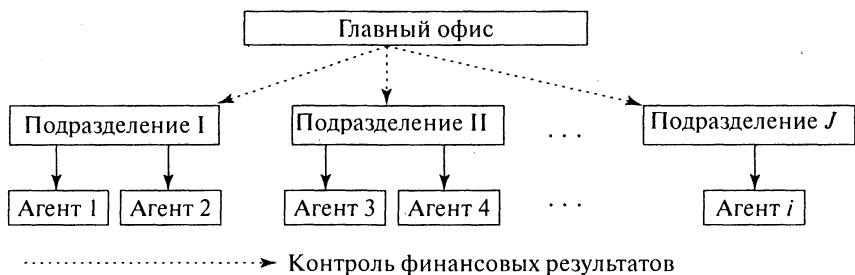 Главный офис
Подразделение I Подразделение II . . . Подразделение J
Агент 1 Агент 2 Агент 3 Агент 4 . . . Агент i
Контроль финансовых результатов